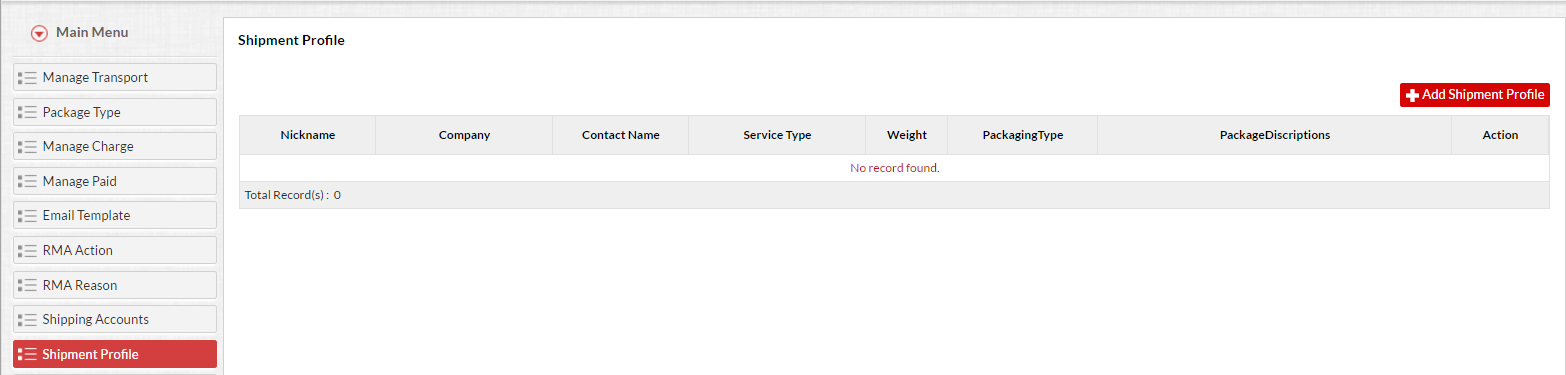 Main Menu
Manage Transport
Package Type
Manage Charge
Manage Paid
Email Template
RMA Action
RMA Reason
Shipping Accounts
Shipment Profile
Shipment Profile
Add Shipment Profile
Nickname Company Contact Name Service Type Weight PackagingType PackageDiscriptions Action
No record found.
Total Record(s) : 0